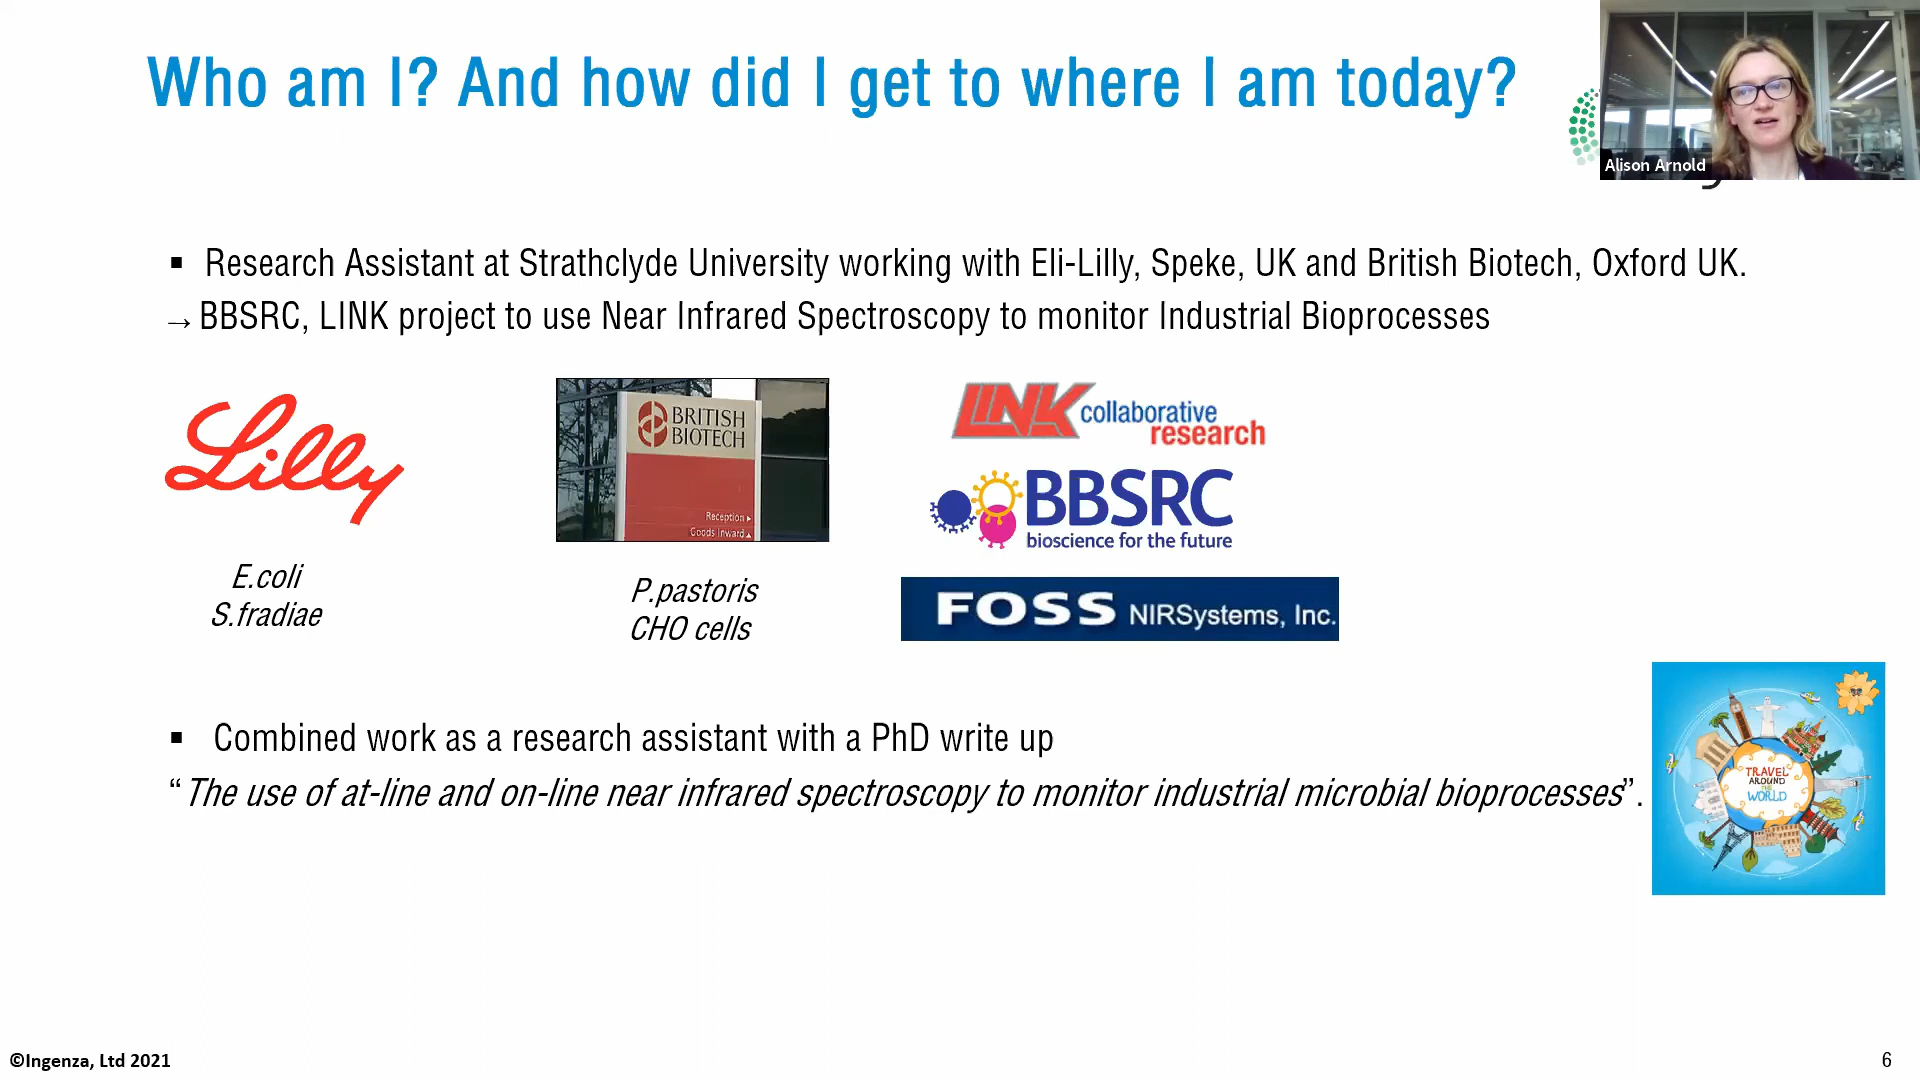 Who am I? And how did I get to where I am today?
Alison Arnold
▪ Research Assistant at Strathclyde University working with Eli-Lilly, Speke, UK and British Biotech, Oxford UK.
→ BBSRC, LINK project to use Near Infrared Spectroscopy to monitor Industrial Bioprocesses
Lilly
BRITISH
BIOTECH
Reception
Goods Inward
LINK collaborative
research
BBSRC
bioscience for the future
FOSS NIRSystems, Inc.
E.coli
S.fradiae
P.pastoris
CHO cells
▪ Combined work as a research assistant with a PhD write up
“The use of at-line and on-line near infrared spectroscopy to monitor industrial microbial bioprocesses”.
TRAVEL
AROUND
THE
WORLD
©Ingenza, Ltd 2021
6